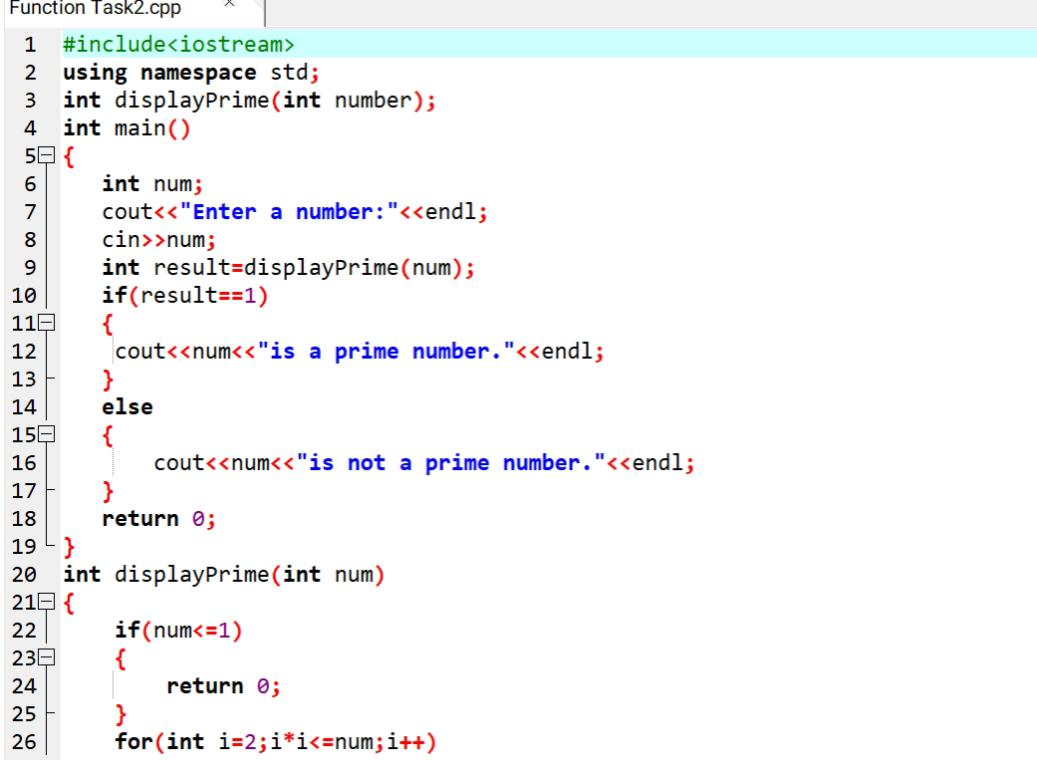 Function Task2.cpp ×
1 #include<iostream>
2 using namespace std;
3 int displayPrime(int number);
4 int main()
5 {
6 int num;
7 cout<<"Enter a number:"<<endl;
8 cin>>num;
9 int result=displayPrime(num);
10 if(result==1)
11 {
12 cout<<num<<"is a prime number."<<endl;
13 }
14 else
15 {
16 cout<<num<<"is not a prime number."<<endl;
17 }
18 return 0;
19 }
20 int displayPrime(int num)
21 {
22 if(num<=1)
23 {
24 return 0;
25 }
26 for(int i=2;i*i<=num;i++)